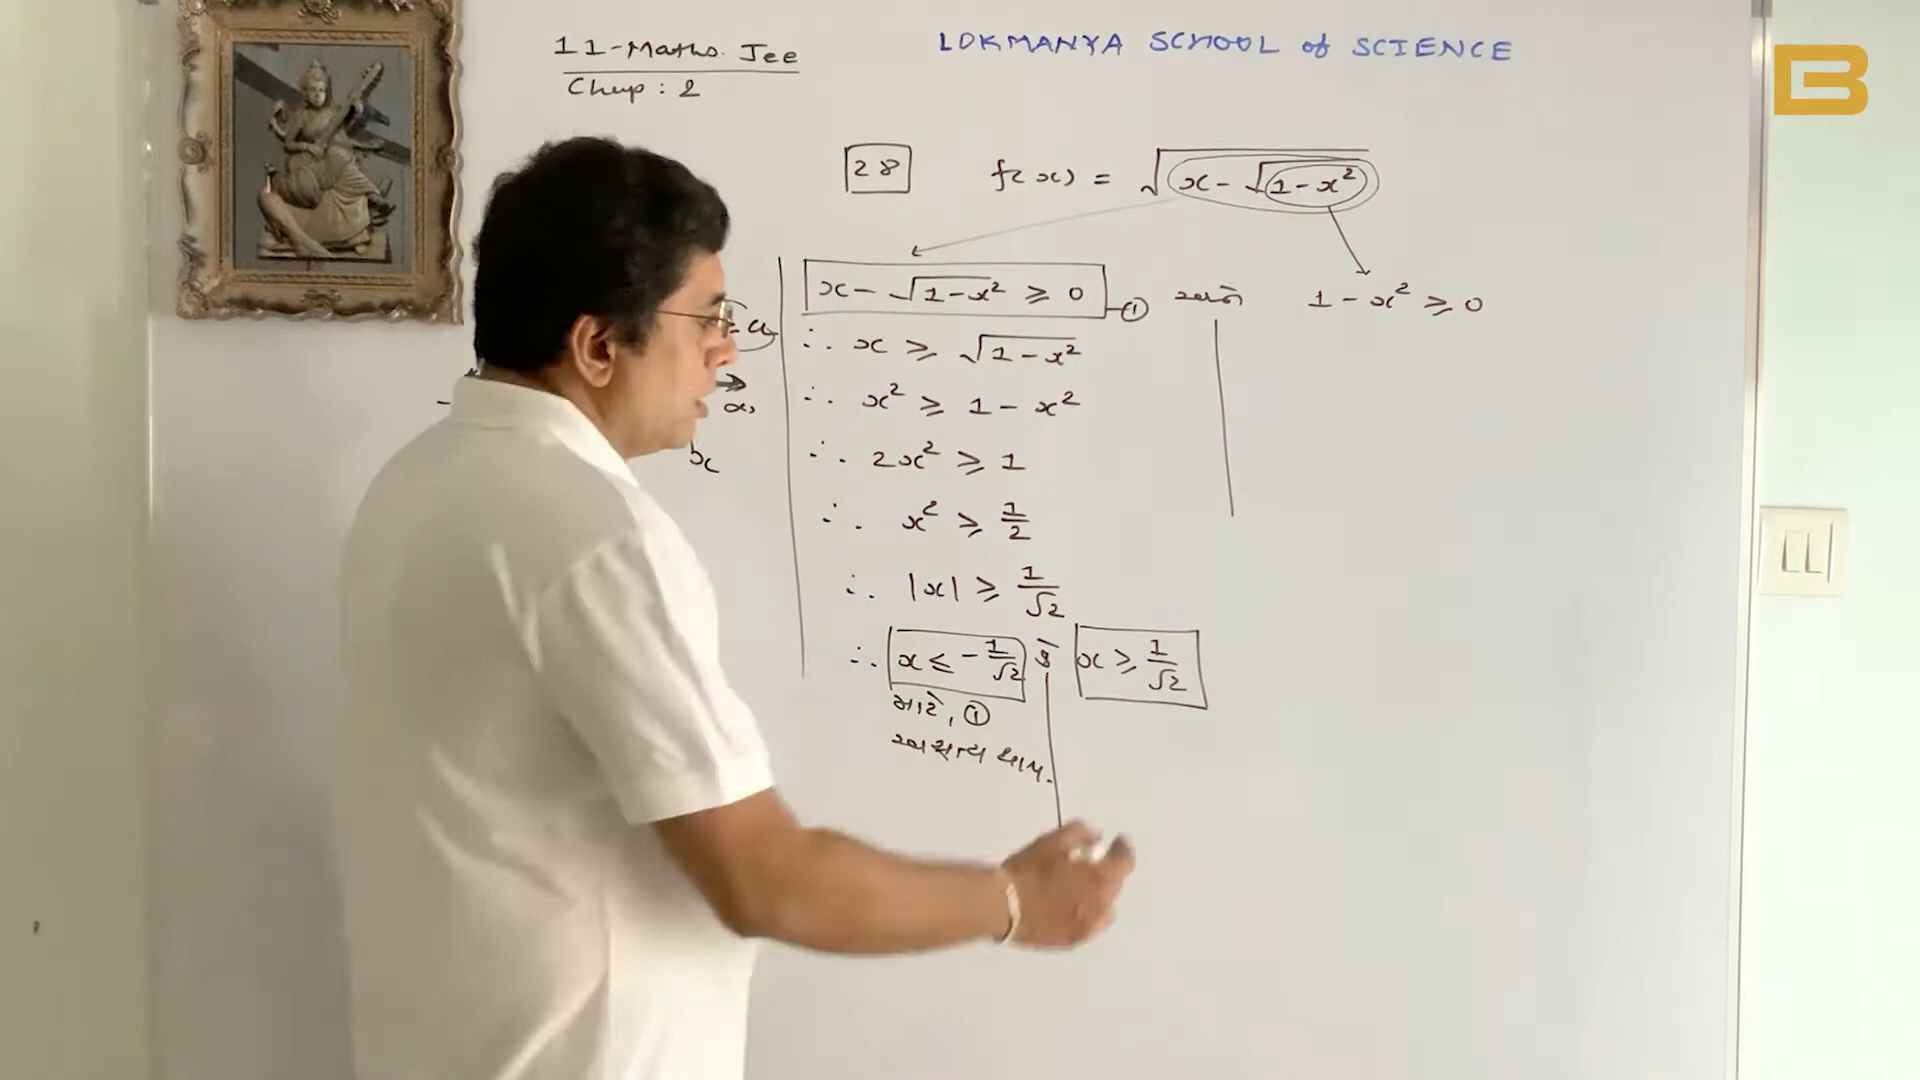 11-Maths. Jee
Chap : 2
LOKMANYA SCHOOL of SCIENCE
28 f(x) = √(x - √(1 - x²))
x - √(1 - x²) ≥ 0 —① અને 1 - x² ≥ 0
∴ x ≥ √(1 - x²)
∴ x² ≥ 1 - x²
∴ 2x² ≥ 1
∴ x² ≥ 1/2
∴ |x| ≥ 1/√2
∴ x ≤ -1/√2 કે x ≥ 1/√2
માટે, ①
અસત્ય થાય.